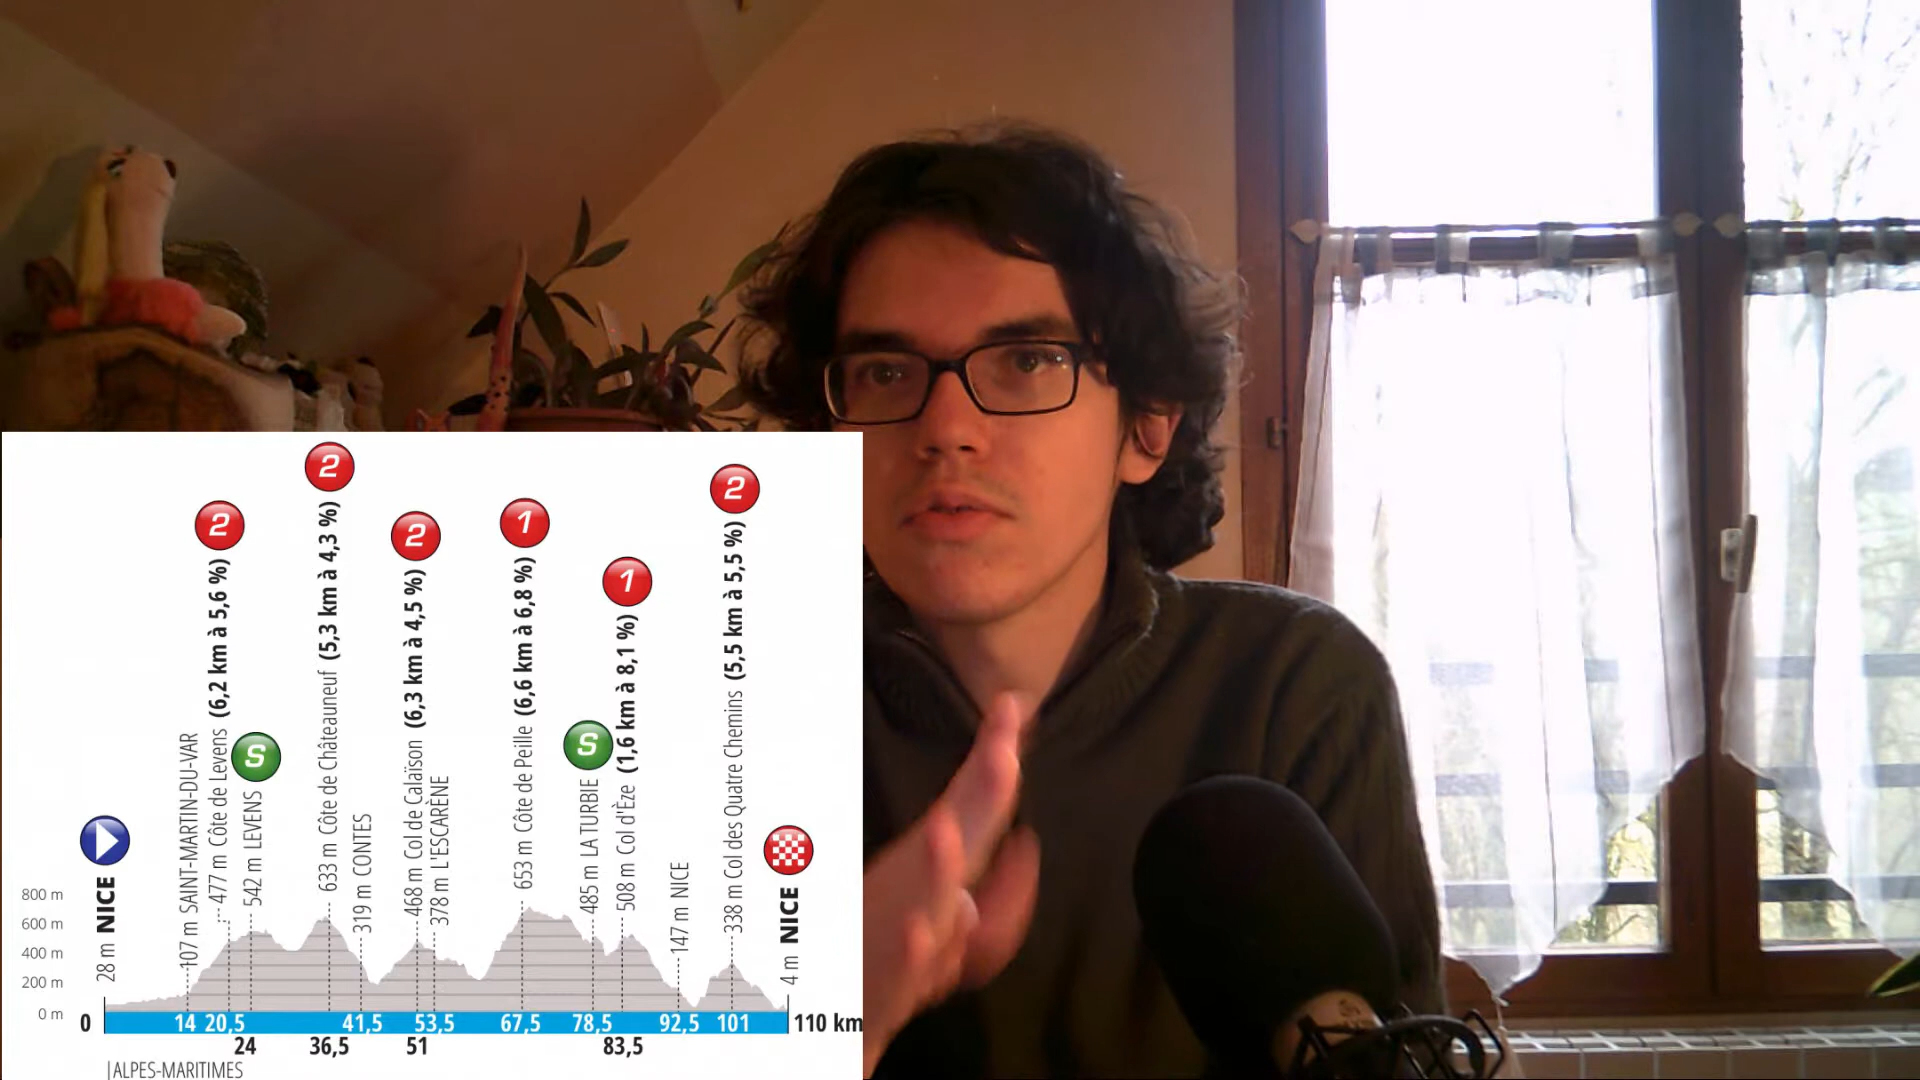 2
2
2
1
1
2
S
S
107 m SAINT-MARTIN-DU-VAR
477 m Côte de Levens (6,2 km à 5,6 %)
542 m LEVENS
633 m Côte de Châteauneuf (5,3 km à 4,3 %)
319 m CONTES
468 m Col de Calaïson (6,3 km à 4,5 %)
378 m L'ESCARÈNE
653 m Côte de Peille (6,6 km à 6,8 %)
485 m LA TURBIE
508 m Col d'Èze (1,6 km à 8,1 %)
147 m NICE
338 m Col des Quatre Chemins (5,5 km à 5,5 %)
28 m NICE
4 m NICE
800 m
600 m
400 m
200 m
0 m
0 14 20,5 41,5 53,5 67,5 78,5 92,5 101 110 km
24 36,5 51 83,5
ALPES-MARITIMES